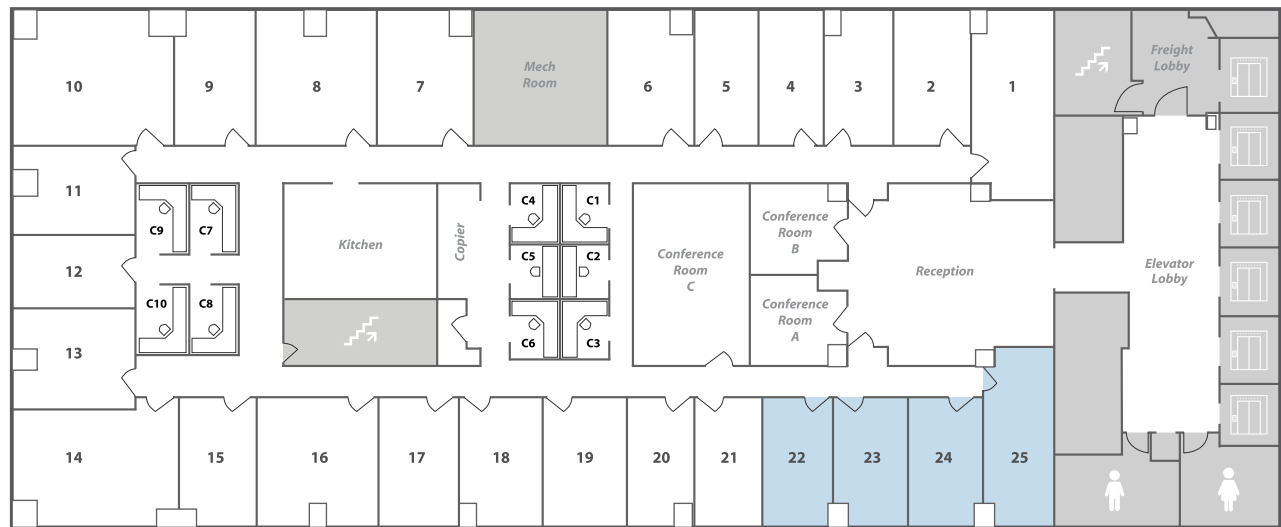 10
9
8
7
Mech
Room
6
5
4
3
2
1
Freight
Lobby
11
C9
C7
Kitchen
Copier
C4
C1
Conference
Room
B
12
C5
C2
Conference
Room
C
Reception
Elevator
Lobby
C10
C8
C6
C3
Conference
Room
A
13
14
15
16
17
18
19
20
21
22
23
24
25